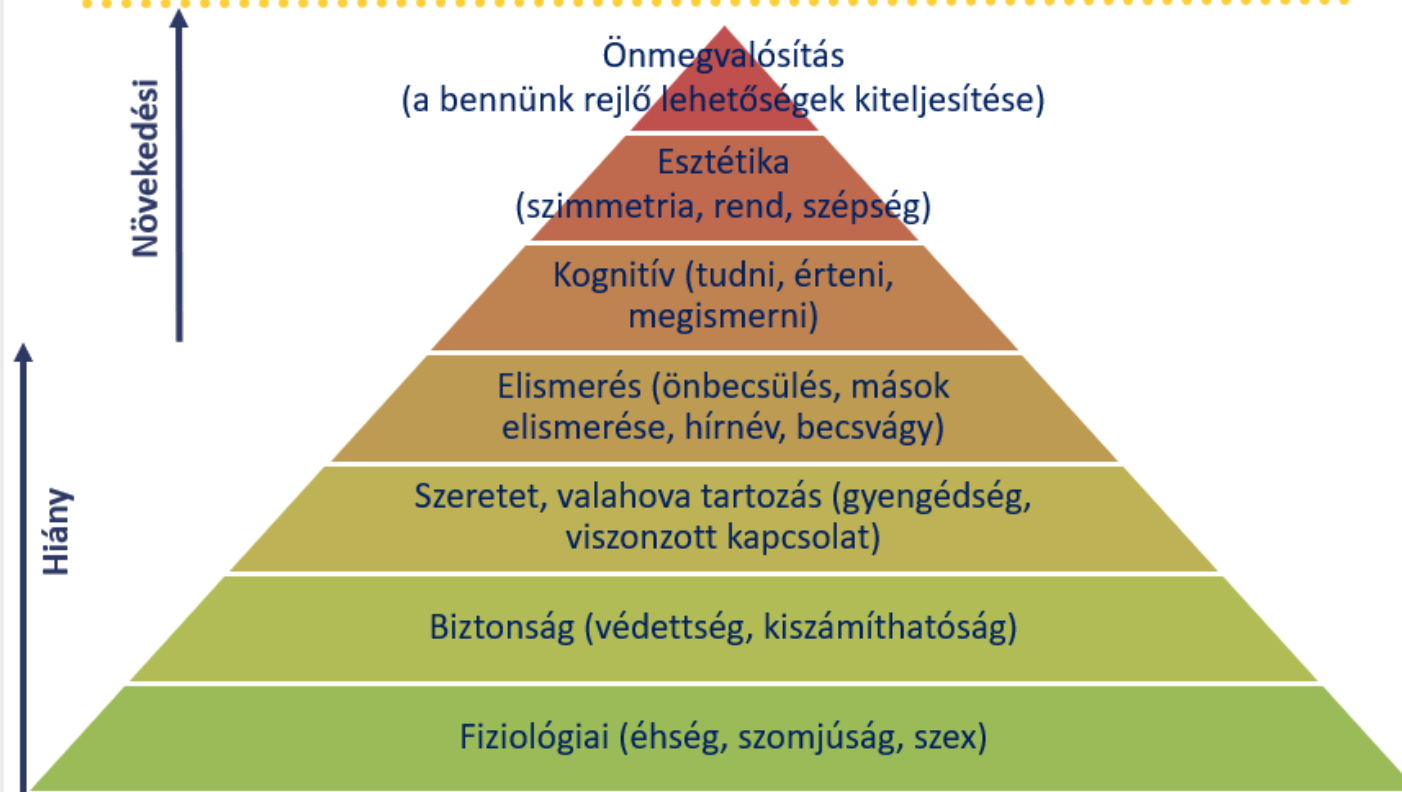 Növekedési
Hiány
Önmegvalósítás
(a bennünk rejlő lehetőségek kiteljesítése)
Esztétika
(szimmetria, rend, szépség)
Kognitív (tudni, érteni,
megismerni)
Elismerés (önbecsülés, mások
elismerése, hírnév, becsvágy)
Szeretet, valahova tartozás (gyengédség,
viszonzott kapcsolat)
Biztonság (védettség, kiszámíthatóság)
Fiziológiai (éhség, szomjúság, szex)